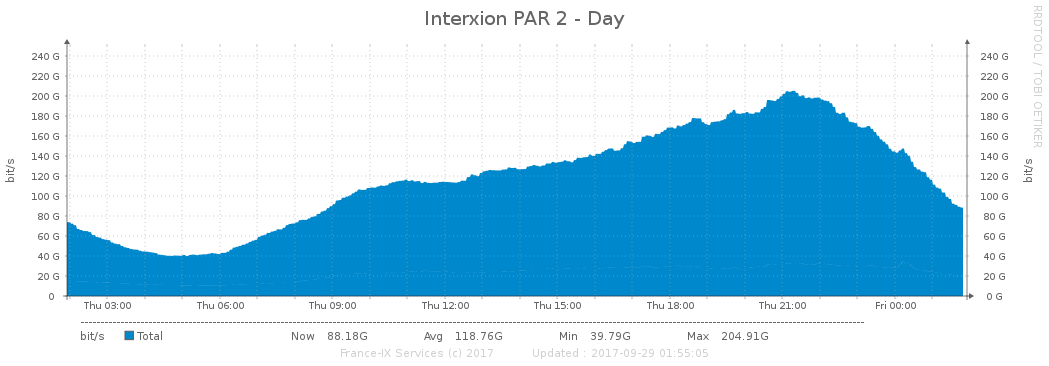 Interxion PAR 2 - Day
RRDTOOL / TOBI OETIKER
bit/s
240 G 240 G
220 G 220 G
200 G 200 G
180 G 180 G
160 G 160 G
140 G 140 G
120 G 120 G
100 G 100 G
80 G 80 G
60 G 60 G
40 G 40 G
20 G 20 G
0 0 G
bit/s
Thu 03:00 Thu 06:00 Thu 09:00 Thu 12:00 Thu 15:00 Thu 18:00 Thu 21:00 Fri 00:00
bit/s Total Now 88.18G Avg 118.76G Min 39.79G Max 204.91G
France-IX Services (c) 2017 Updated : 2017-09-29 01:55:05